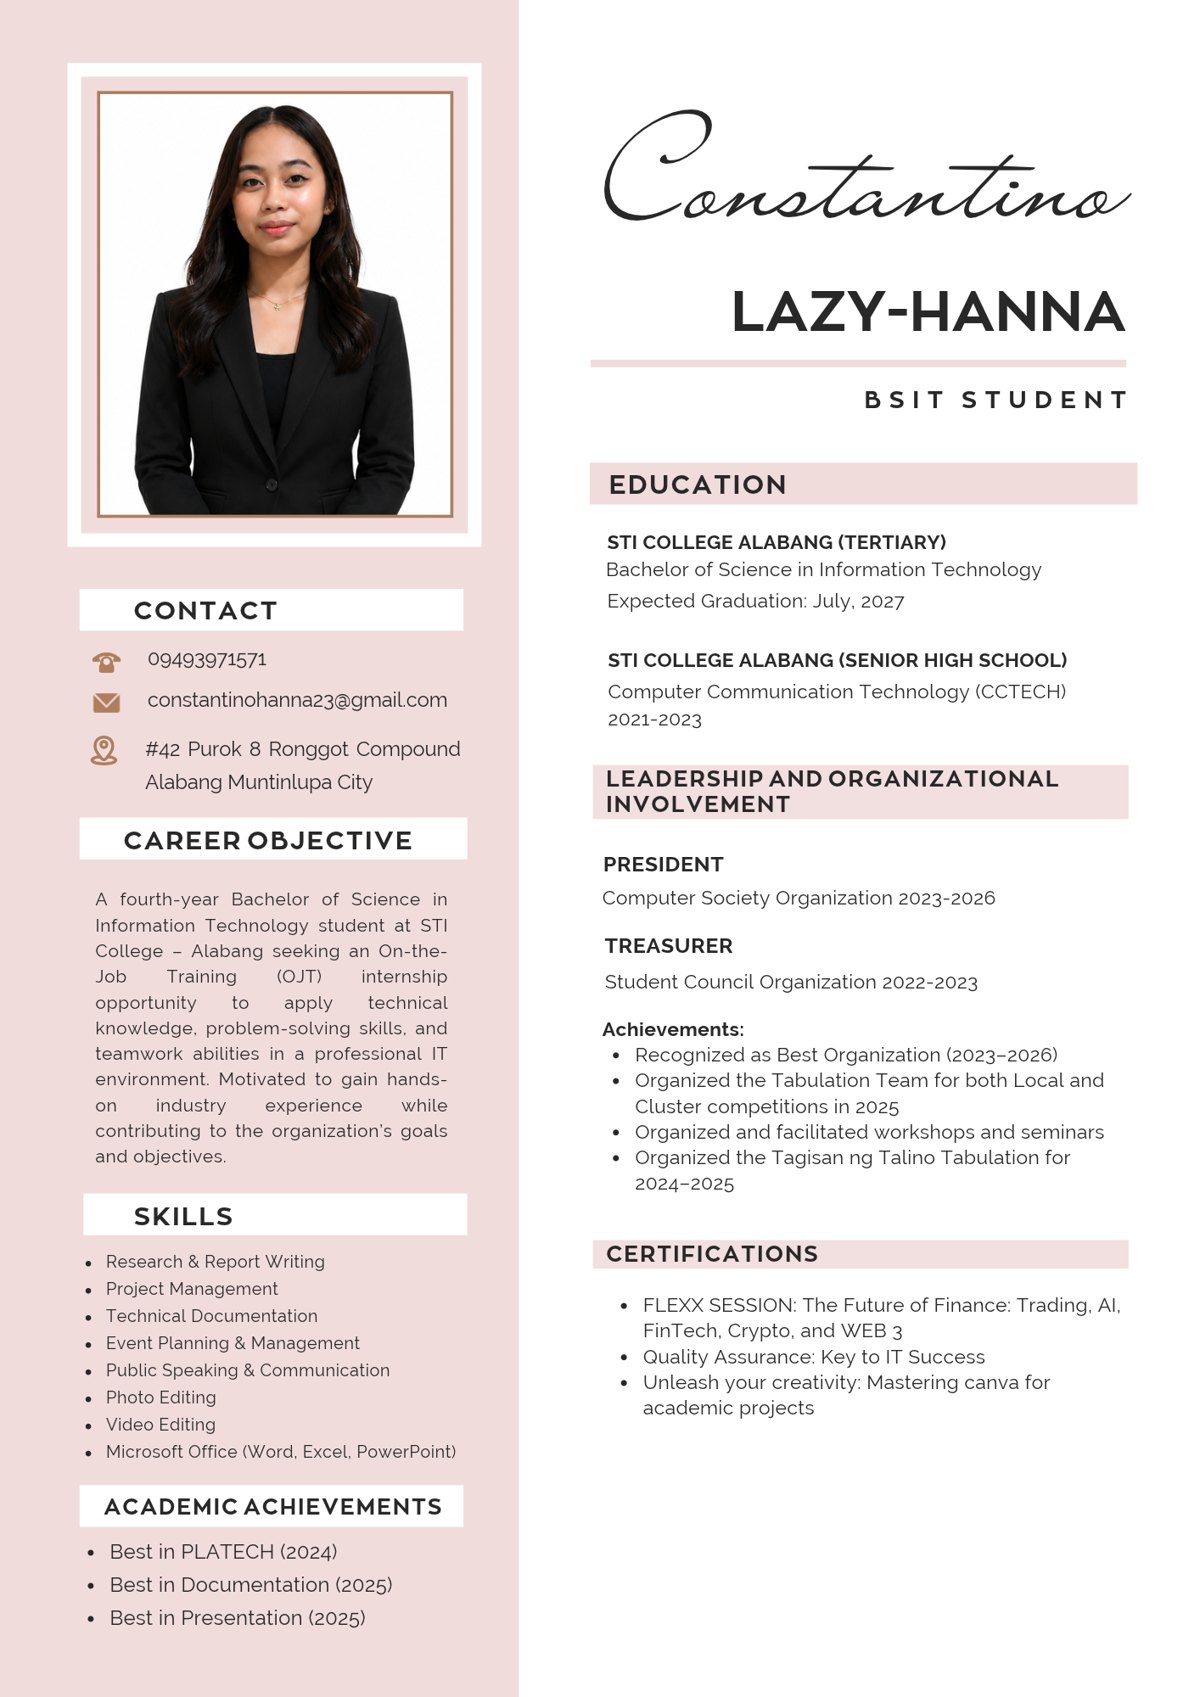 Constantino
LAZY-HANNA
BSIT STUDENT
CONTACT
09493971571
constantinohanna23@gmail.com
#42 Purok 8 Ronggot Compound
Alabang Muntinlupa City
CAREER OBJECTIVE
A fourth-year Bachelor of Science in
Information Technology student at STI
College – Alabang seeking an On-the-
Job Training (OJT) internship
opportunity to apply technical
knowledge, problem-solving skills, and
teamwork abilities in a professional IT
environment. Motivated to gain hands-
on industry experience while
contributing to the organization's goals
and objectives.
SKILLS
• Research & Report Writing
• Project Management
• Technical Documentation
• Event Planning & Management
• Public Speaking & Communication
• Photo Editing
• Video Editing
• Microsoft Office (Word, Excel, PowerPoint)
ACADEMIC ACHIEVEMENTS
• Best in PLATECH (2024)
• Best in Documentation (2025)
• Best in Presentation (2025)
EDUCATION
STI COLLEGE ALABANG (TERTIARY)
Bachelor of Science in Information Technology
Expected Graduation: July, 2027
STI COLLEGE ALABANG (SENIOR HIGH SCHOOL)
Computer Communication Technology (CCTECH)
2021-2023
LEADERSHIP AND ORGANIZATIONAL
INVOLVEMENT
PRESIDENT
Computer Society Organization 2023-2026
TREASURER
Student Council Organization 2022-2023
Achievements:
• Recognized as Best Organization (2023–2026)
• Organized the Tabulation Team for both Local and
Cluster competitions in 2025
• Organized and facilitated workshops and seminars
• Organized the Tagisan ng Talino Tabulation for
2024–2025
CERTIFICATIONS
• FLEXX SESSION: The Future of Finance: Trading, AI,
FinTech, Crypto, and WEB 3
• Quality Assurance: Key to IT Success
• Unleash your creativity: Mastering canva for
academic projects